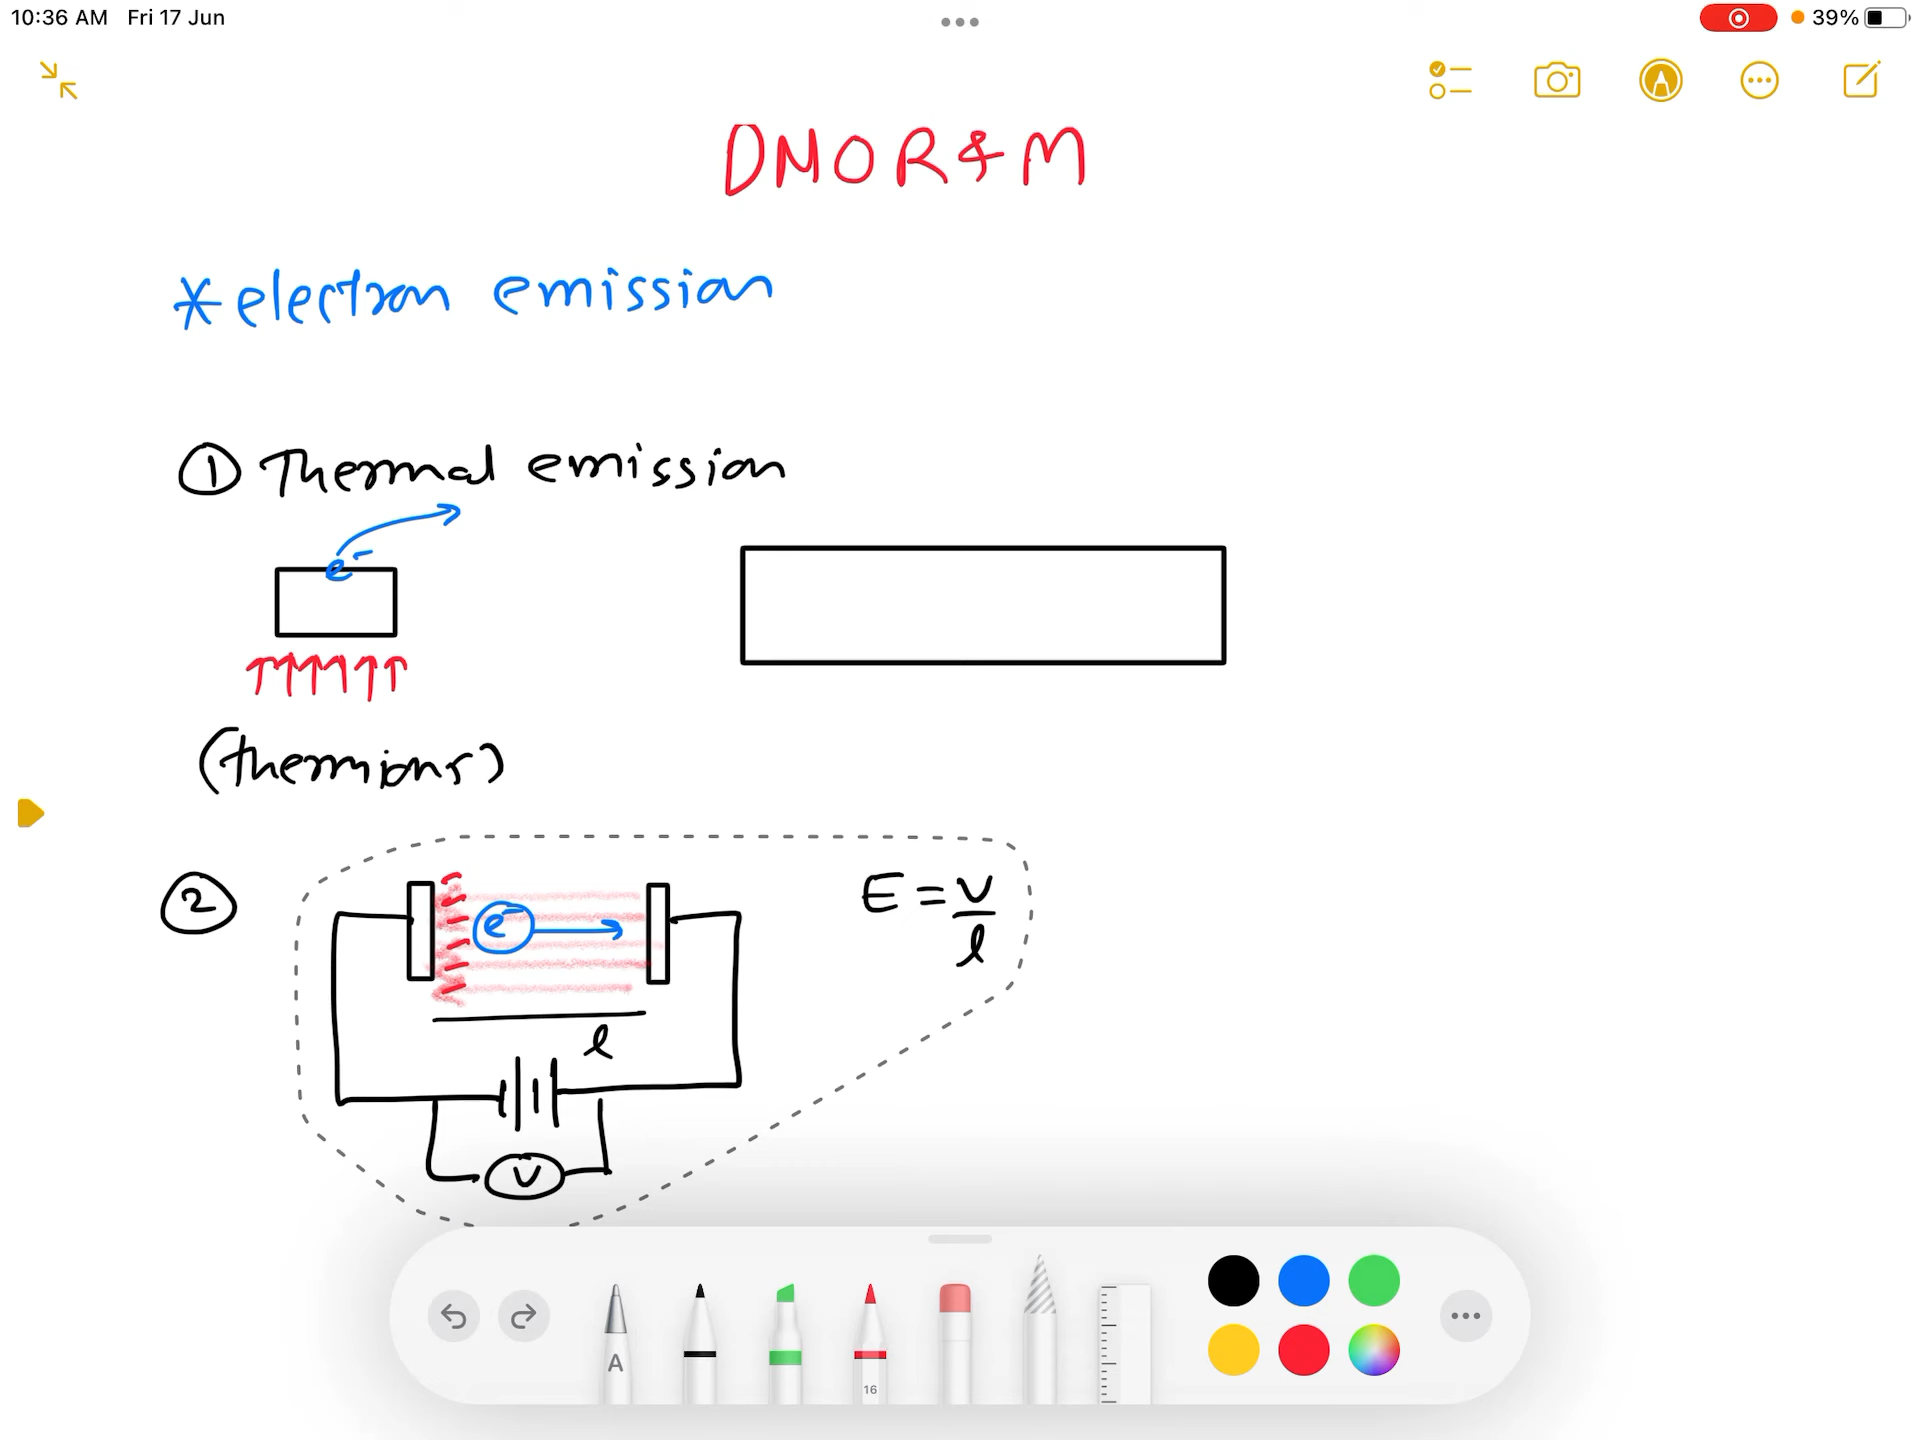 10:36 AM Fri 17 Jun
39%
DNOR&M
*electron emission
1 Thermal emission
e-
(thermions)
2
e-
E = V/l
l
V
A
16